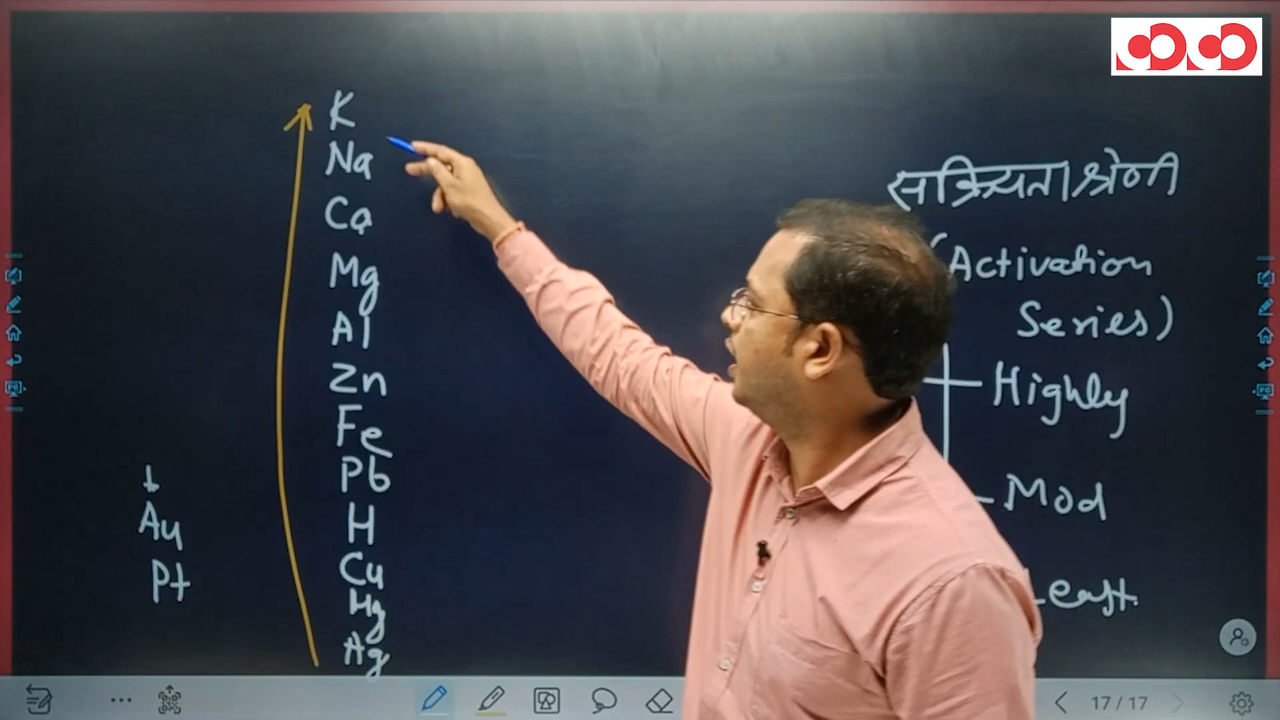 K
Na
Ca
Mg
Al
Zn
Fe
Pb
H
Cu
Hg
Ag
Au
Pt
सक्रियता श्रेणी
(Activation
Series)
Highly
Mod
Least.
17 / 17